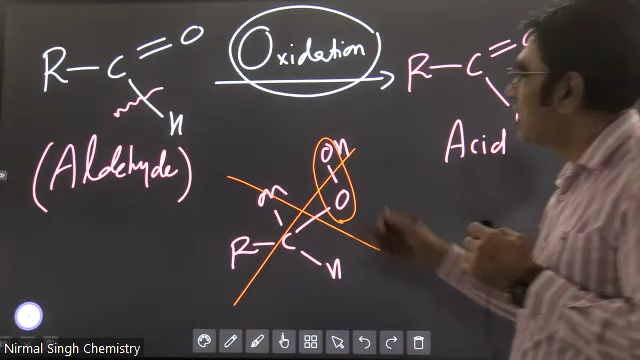 R-C=O
H
Oxidation
R-C=O
(Aldehyde)
Acid
OH
OH
O
R-C-H
Nirmal Singh Chemistry